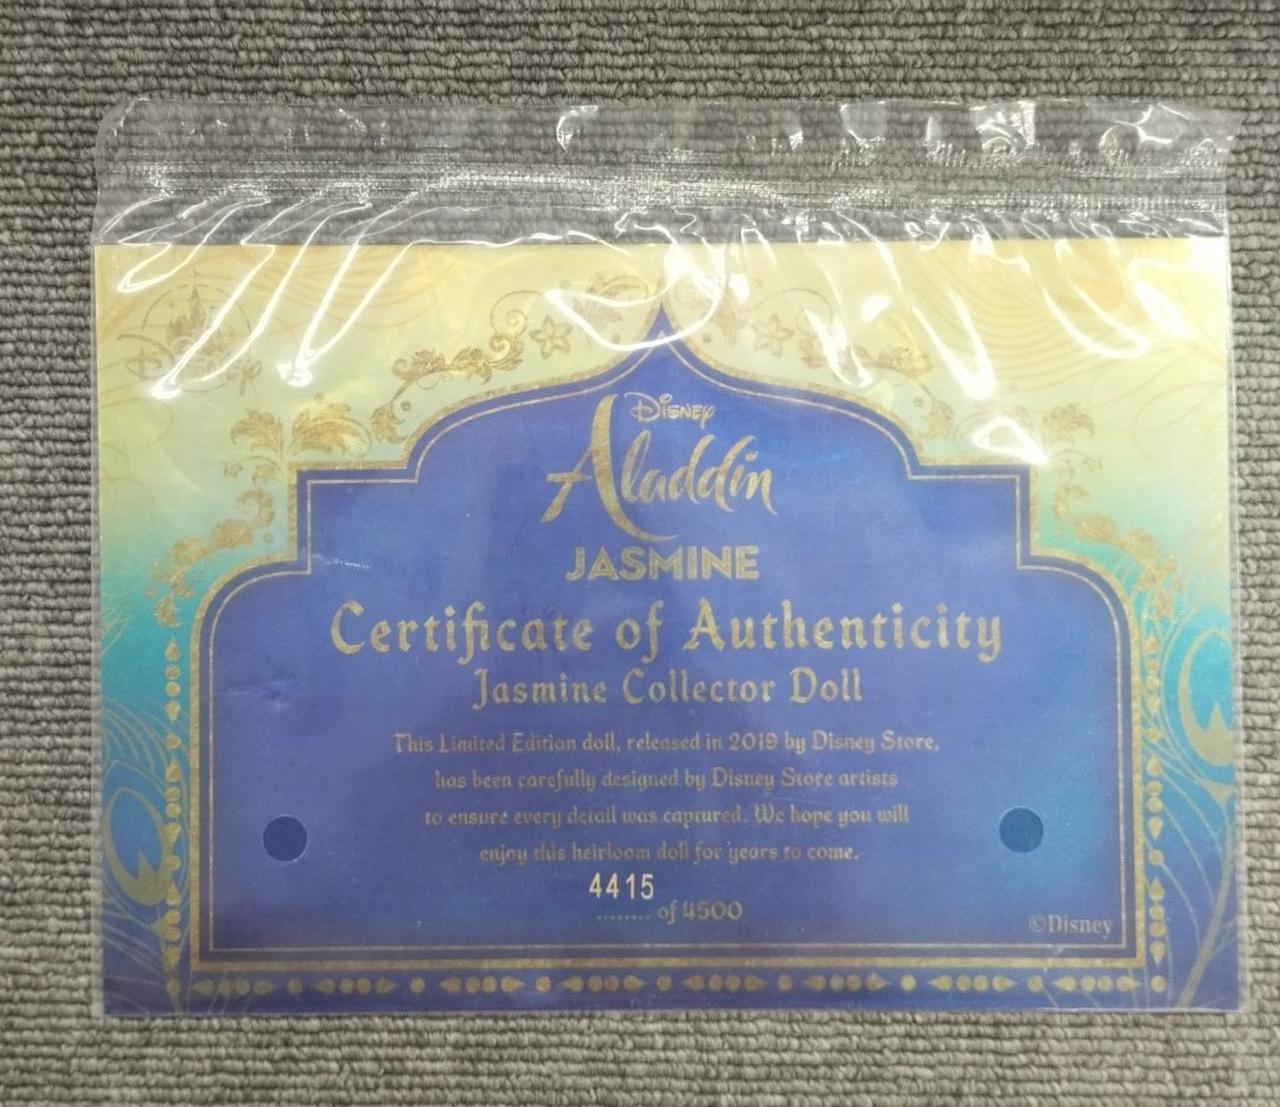 Disney
Aladdin
JASMINE
Certificate of Authenticity
Jasmine Collector Doll
This Limited Edition doll, released in 2019 by Disney Store,
has been carefully designed by Disney Store artists
to ensure every detail was captured. We hope you will
enjoy this heirloom doll for years to come.
4415
........ of 4500
©Disney